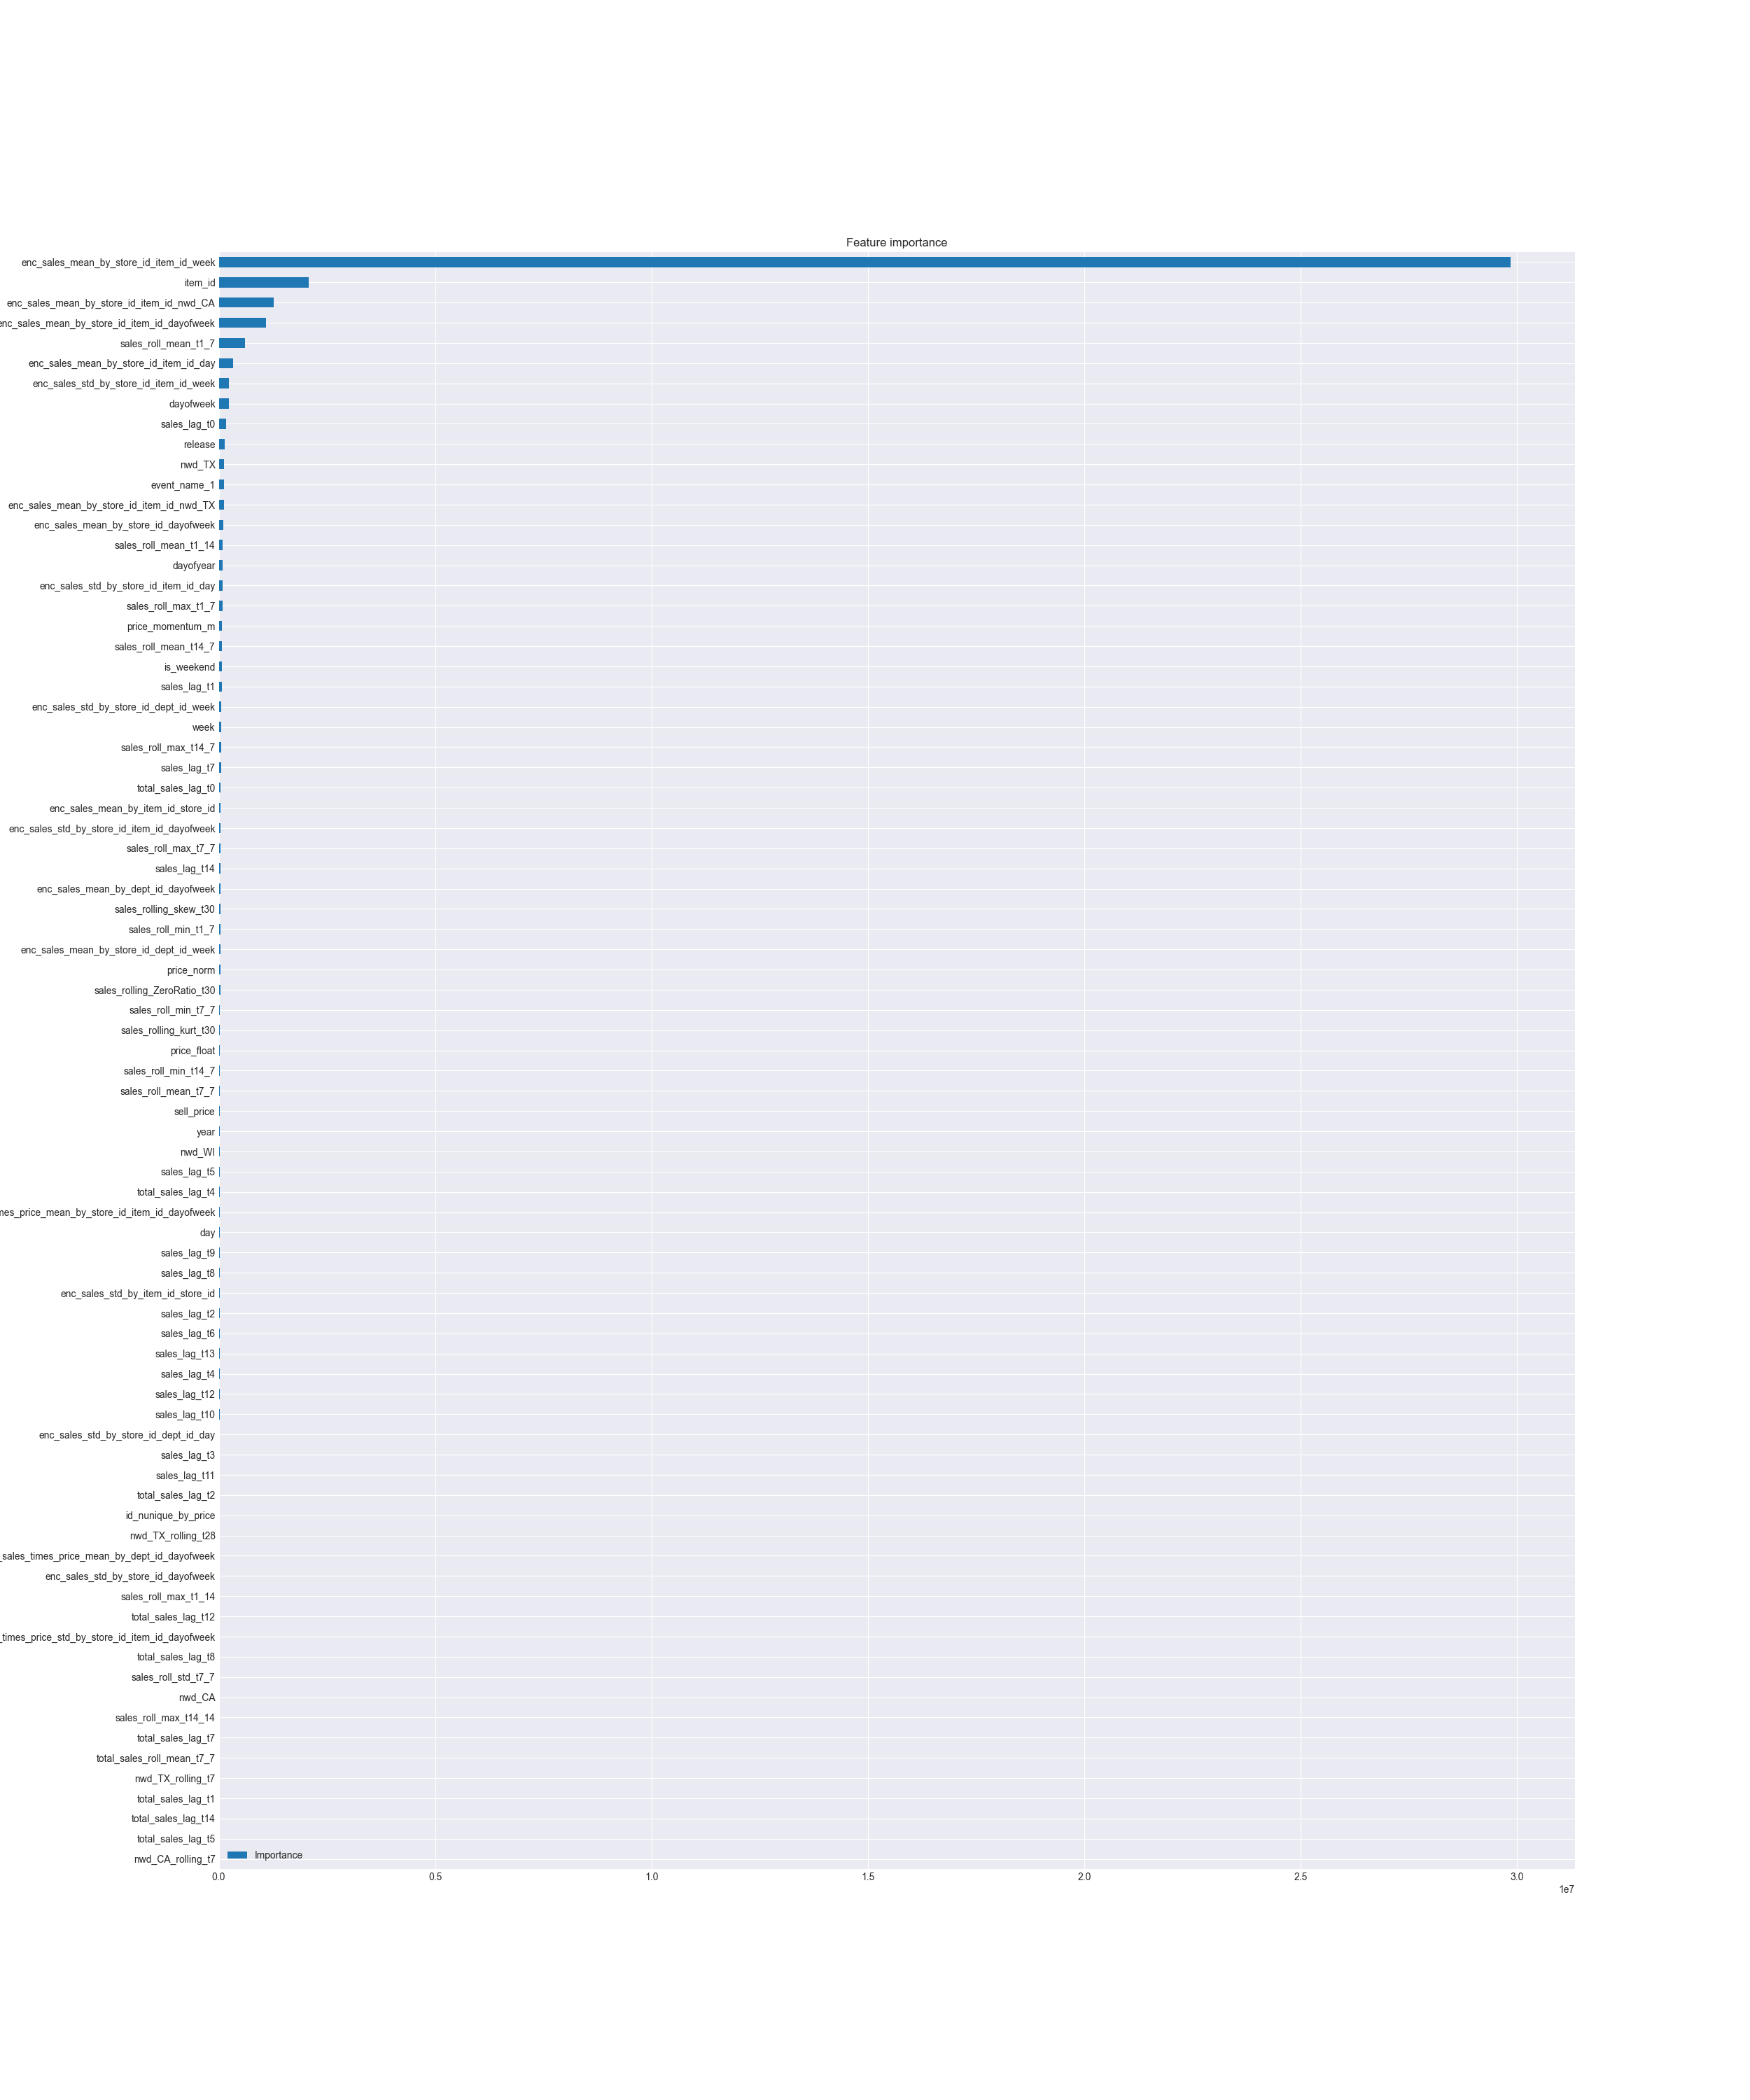 Feature importance
enc_sales_mean_by_store_id_item_id_week
item_id
enc_sales_mean_by_store_id_item_id_nwd_CA
enc_sales_mean_by_store_id_item_id_dayofweek
sales_roll_mean_t1_7
enc_sales_mean_by_store_id_item_id_day
enc_sales_std_by_store_id_item_id_week
dayofweek
sales_lag_t0
release
nwd_TX
event_name_1
enc_sales_mean_by_store_id_item_id_nwd_TX
enc_sales_mean_by_store_id_dayofweek
sales_roll_mean_t1_14
dayofyear
enc_sales_std_by_store_id_item_id_day
sales_roll_max_t1_7
price_momentum_m
sales_roll_mean_t14_7
is_weekend
sales_lag_t1
enc_sales_std_by_store_id_dept_id_week
week
sales_roll_max_t14_7
sales_lag_t7
total_sales_lag_t0
enc_sales_mean_by_item_id_store_id
enc_sales_std_by_store_id_item_id_dayofweek
sales_roll_max_t7_7
sales_lag_t14
enc_sales_mean_by_dept_id_dayofweek
sales_rolling_skew_t30
sales_roll_min_t1_7
enc_sales_mean_by_store_id_dept_id_week
price_norm
sales_rolling_ZeroRatio_t30
sales_roll_min_t7_7
sales_rolling_kurt_t30
price_float
sales_roll_min_t14_7
sales_roll_mean_t7_7
sell_price
year
nwd_WI
sales_lag_t5
total_sales_lag_t4
mes_price_mean_by_store_id_item_id_dayofweek
day
sales_lag_t9
sales_lag_t8
enc_sales_std_by_item_id_store_id
sales_lag_t2
sales_lag_t6
sales_lag_t13
sales_lag_t4
sales_lag_t12
sales_lag_t10
enc_sales_std_by_store_id_dept_id_day
sales_lag_t3
sales_lag_t11
total_sales_lag_t2
id_nunique_by_price
nwd_TX_rolling_t28
_sales_times_price_mean_by_dept_id_dayofweek
enc_sales_std_by_store_id_dayofweek
sales_roll_max_t1_14
total_sales_lag_t12
_times_price_std_by_store_id_item_id_dayofweek
total_sales_lag_t8
sales_roll_std_t7_7
nwd_CA
sales_roll_max_t14_14
total_sales_lag_t7
total_sales_roll_mean_t7_7
nwd_TX_rolling_t7
total_sales_lag_t1
total_sales_lag_t14
total_sales_lag_t5
nwd_CA_rolling_t7
Importance
0.0 0.5 1.0 1.5 2.0 2.5 3.0
1e7